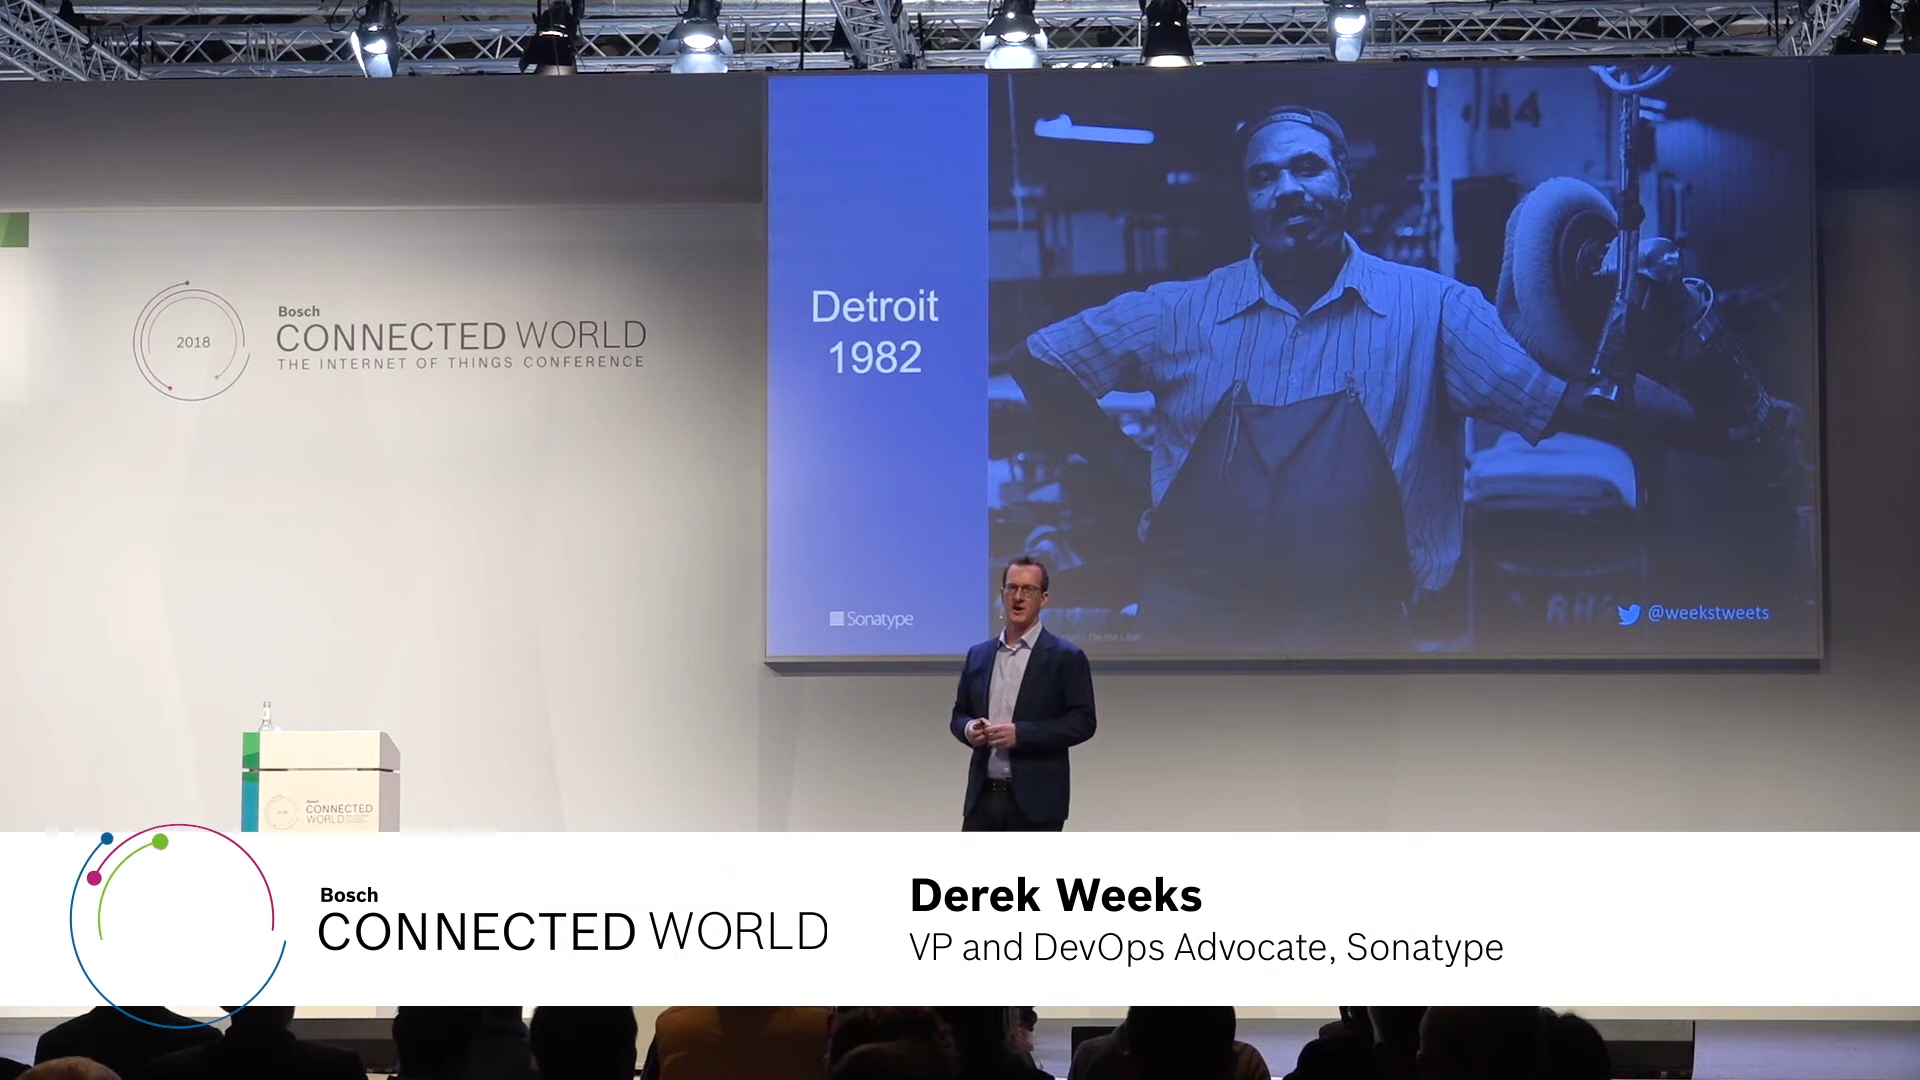 Detroit
1982
Sonatype
@weekstweets
2018
Bosch
CONNECTED WORLD
THE INTERNET OF THINGS CONFERENCE
Bosch
CONNECTED
WORLD
Bosch
CONNECTED WORLD
Derek Weeks
VP and DevOps Advocate, Sonatype